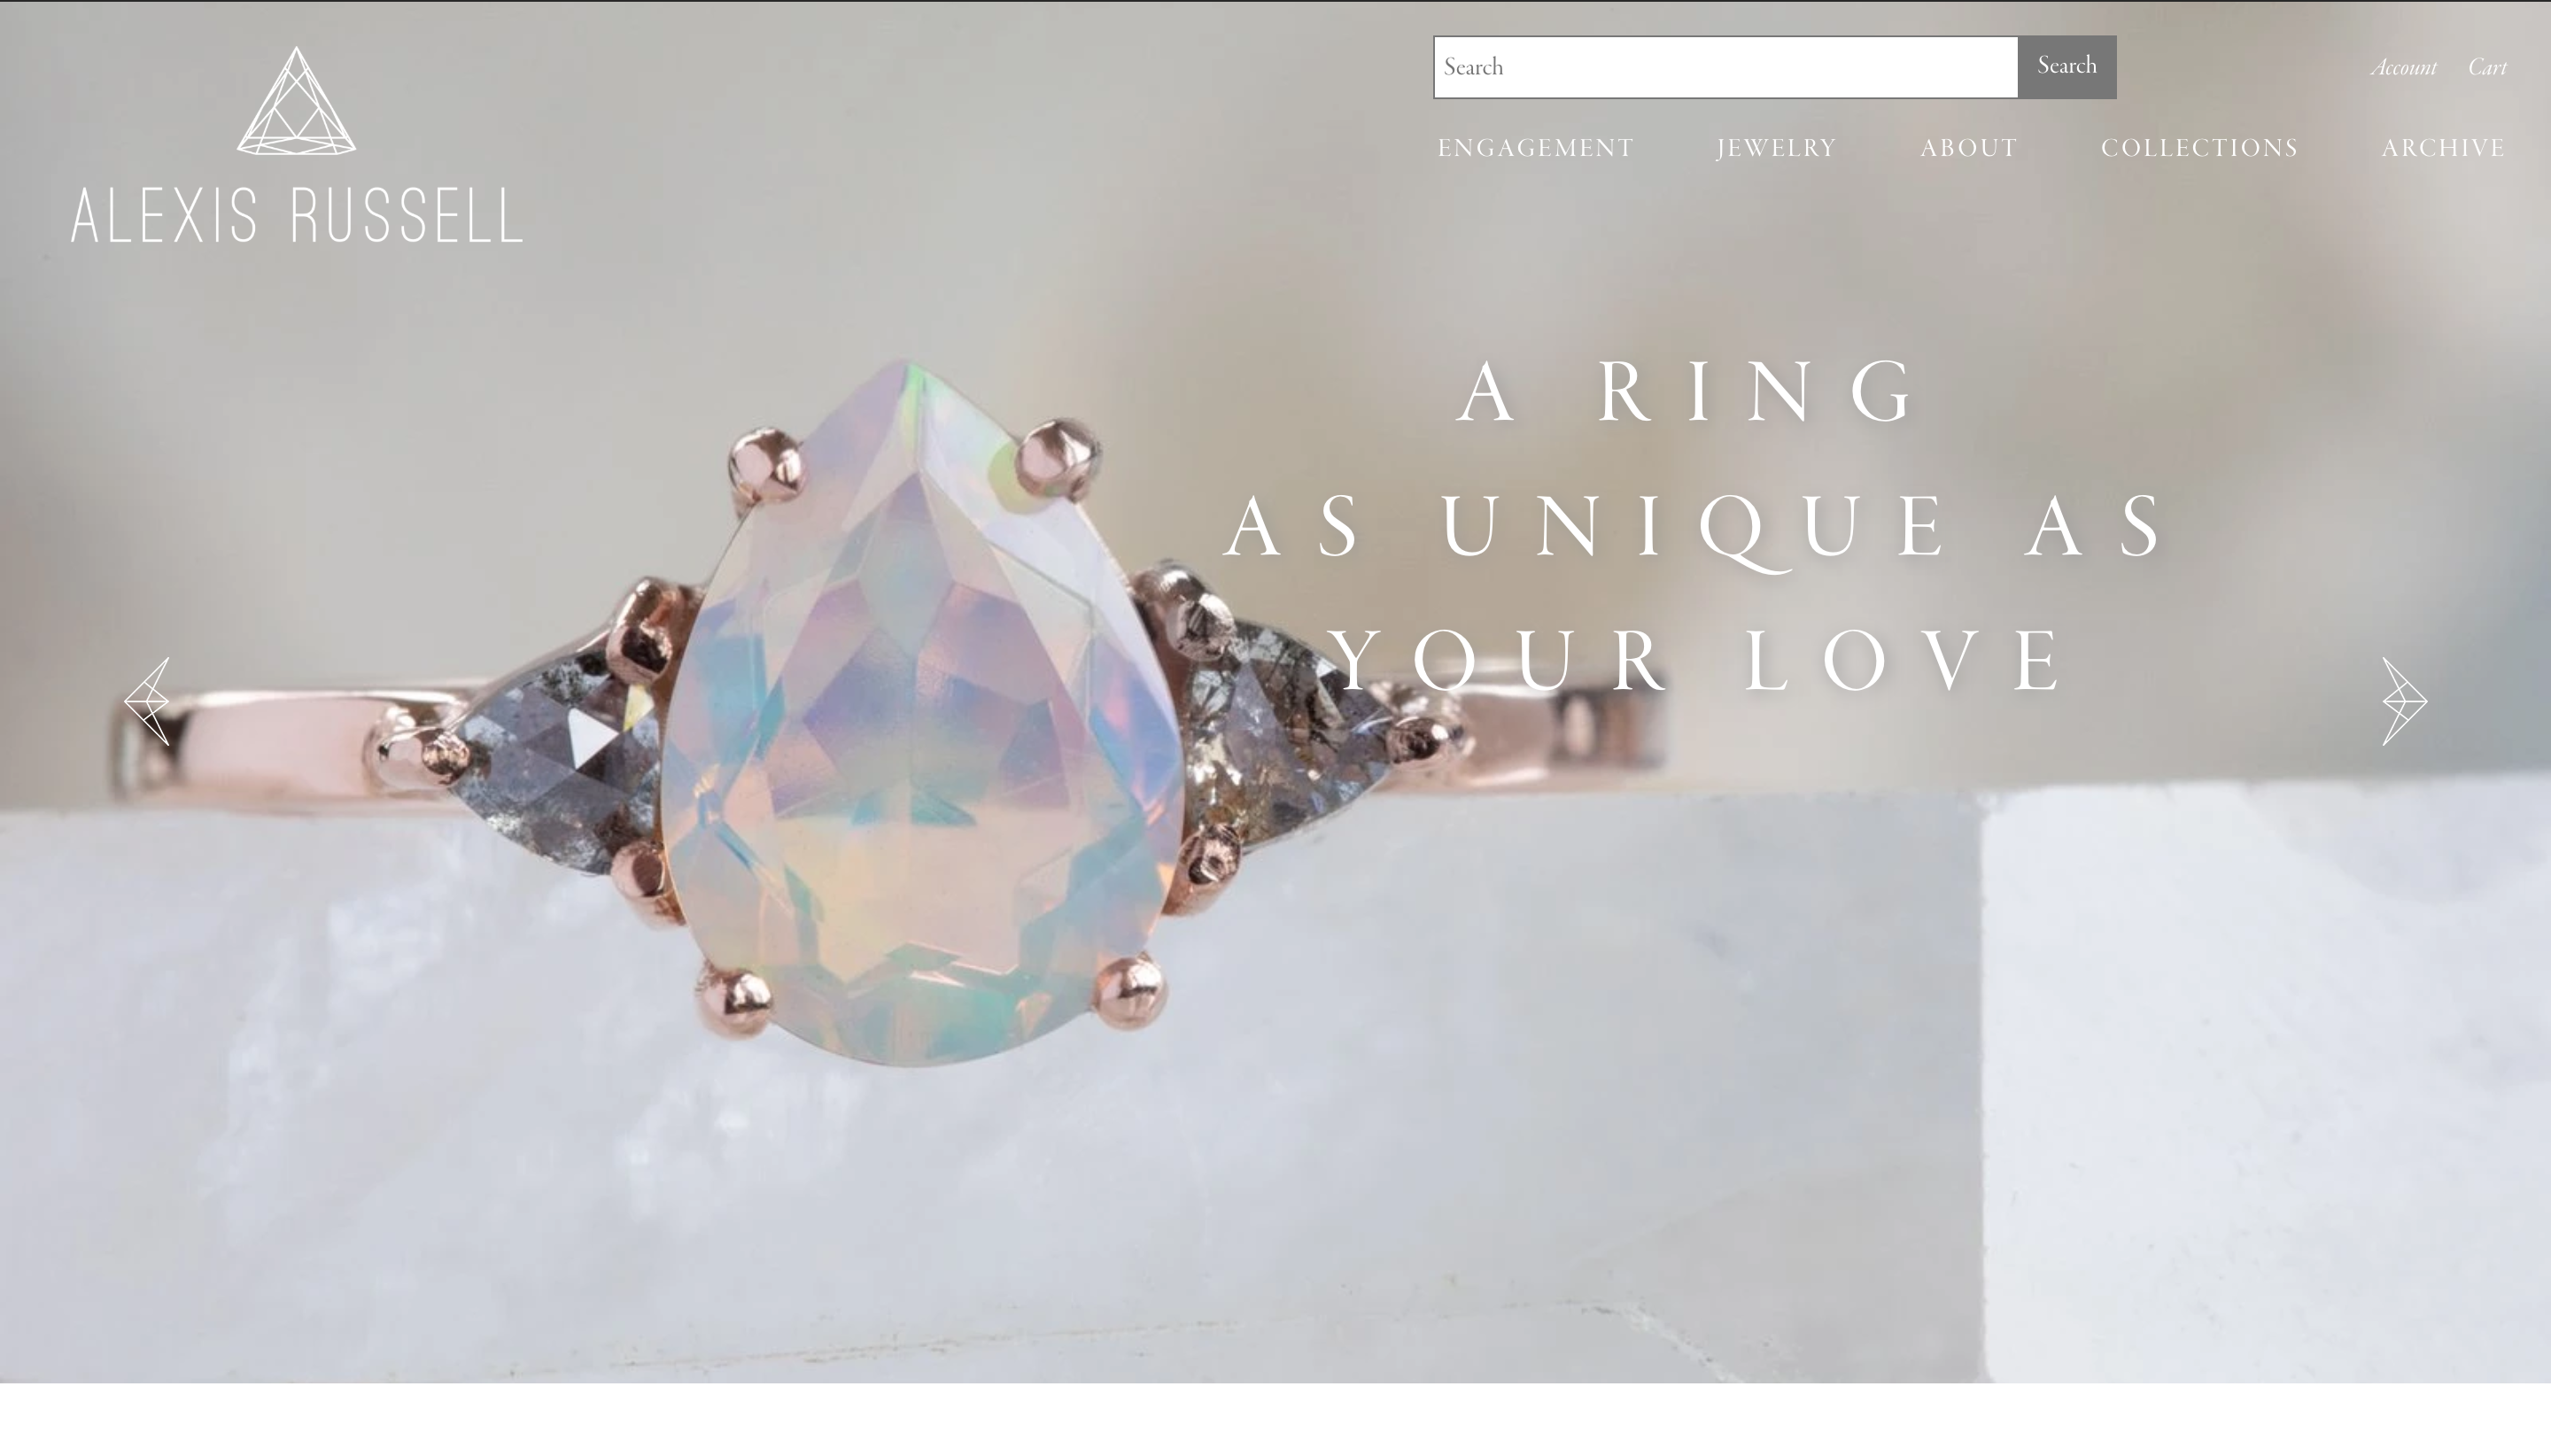 Search
Search
Account
Cart
ALEXIS RUSSELL
ENGAGEMENT
JEWELRY
ABOUT
COLLECTIONS
ARCHIVE
A RING
AS UNIQUE AS
YOUR LOVE